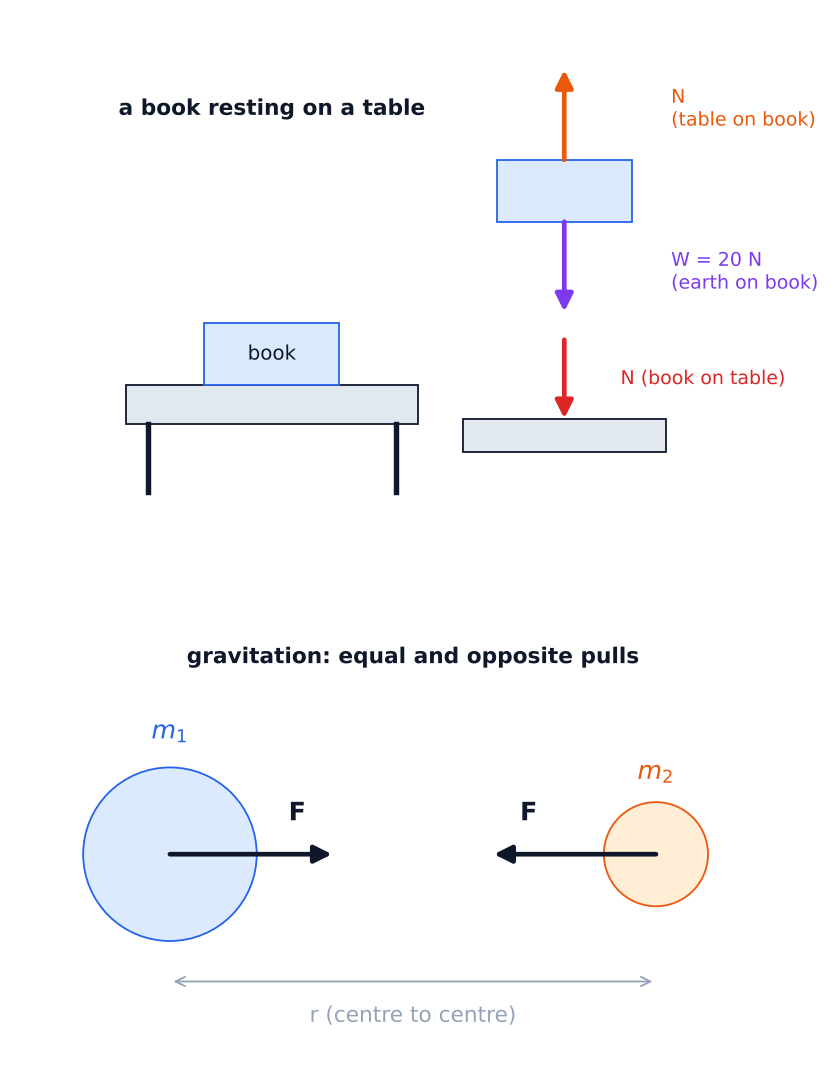 a book resting on a table
N
(table on book)
W = 20 N
(earth on book)
book
N (book on table)
gravitation: equal and opposite pulls
m₁
m₂
F
F
r (centre to centre)